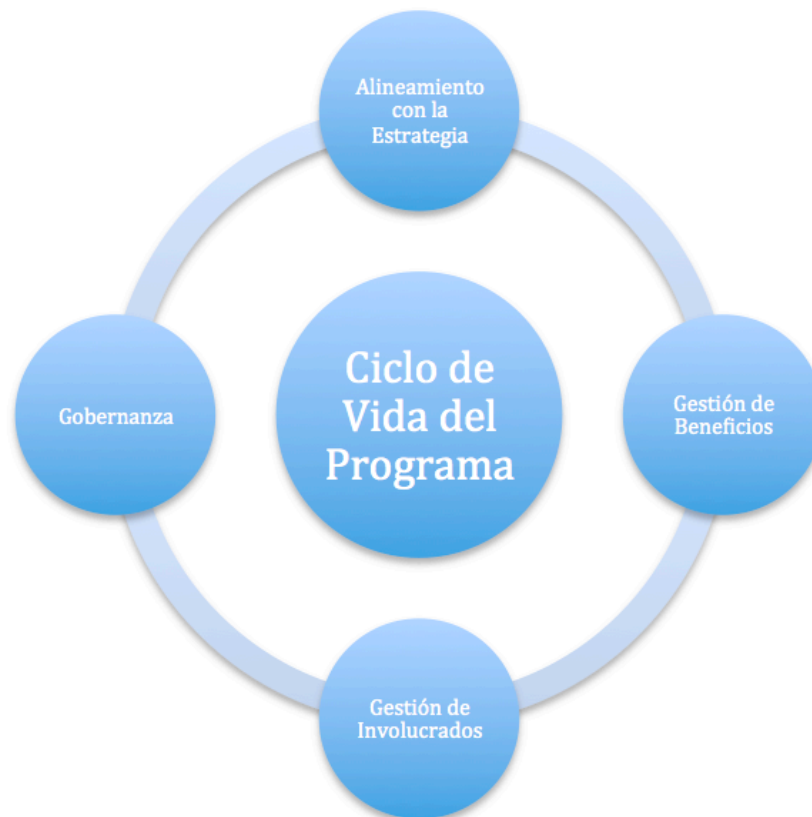 Alineamiento
con la
Estrategia
Ciclo de
Vida del
Programa
Gobernanza
Gestión de
Beneficios
Gestión de
Involucrados